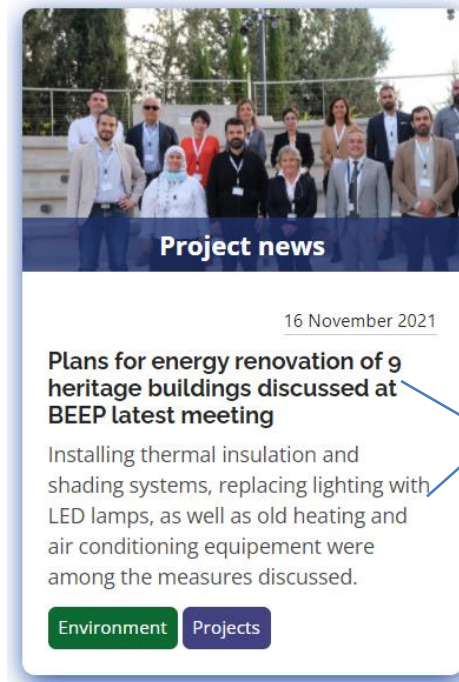 Project news
16 November 2021
Plans for energy renovation of 9
heritage buildings discussed at
BEEP latest meeting
Installing thermal insulation and
shading systems, replacing lighting with
LED lamps, as well as old heating and
air conditioning equipement were
among the measures discussed.
Environment Projects